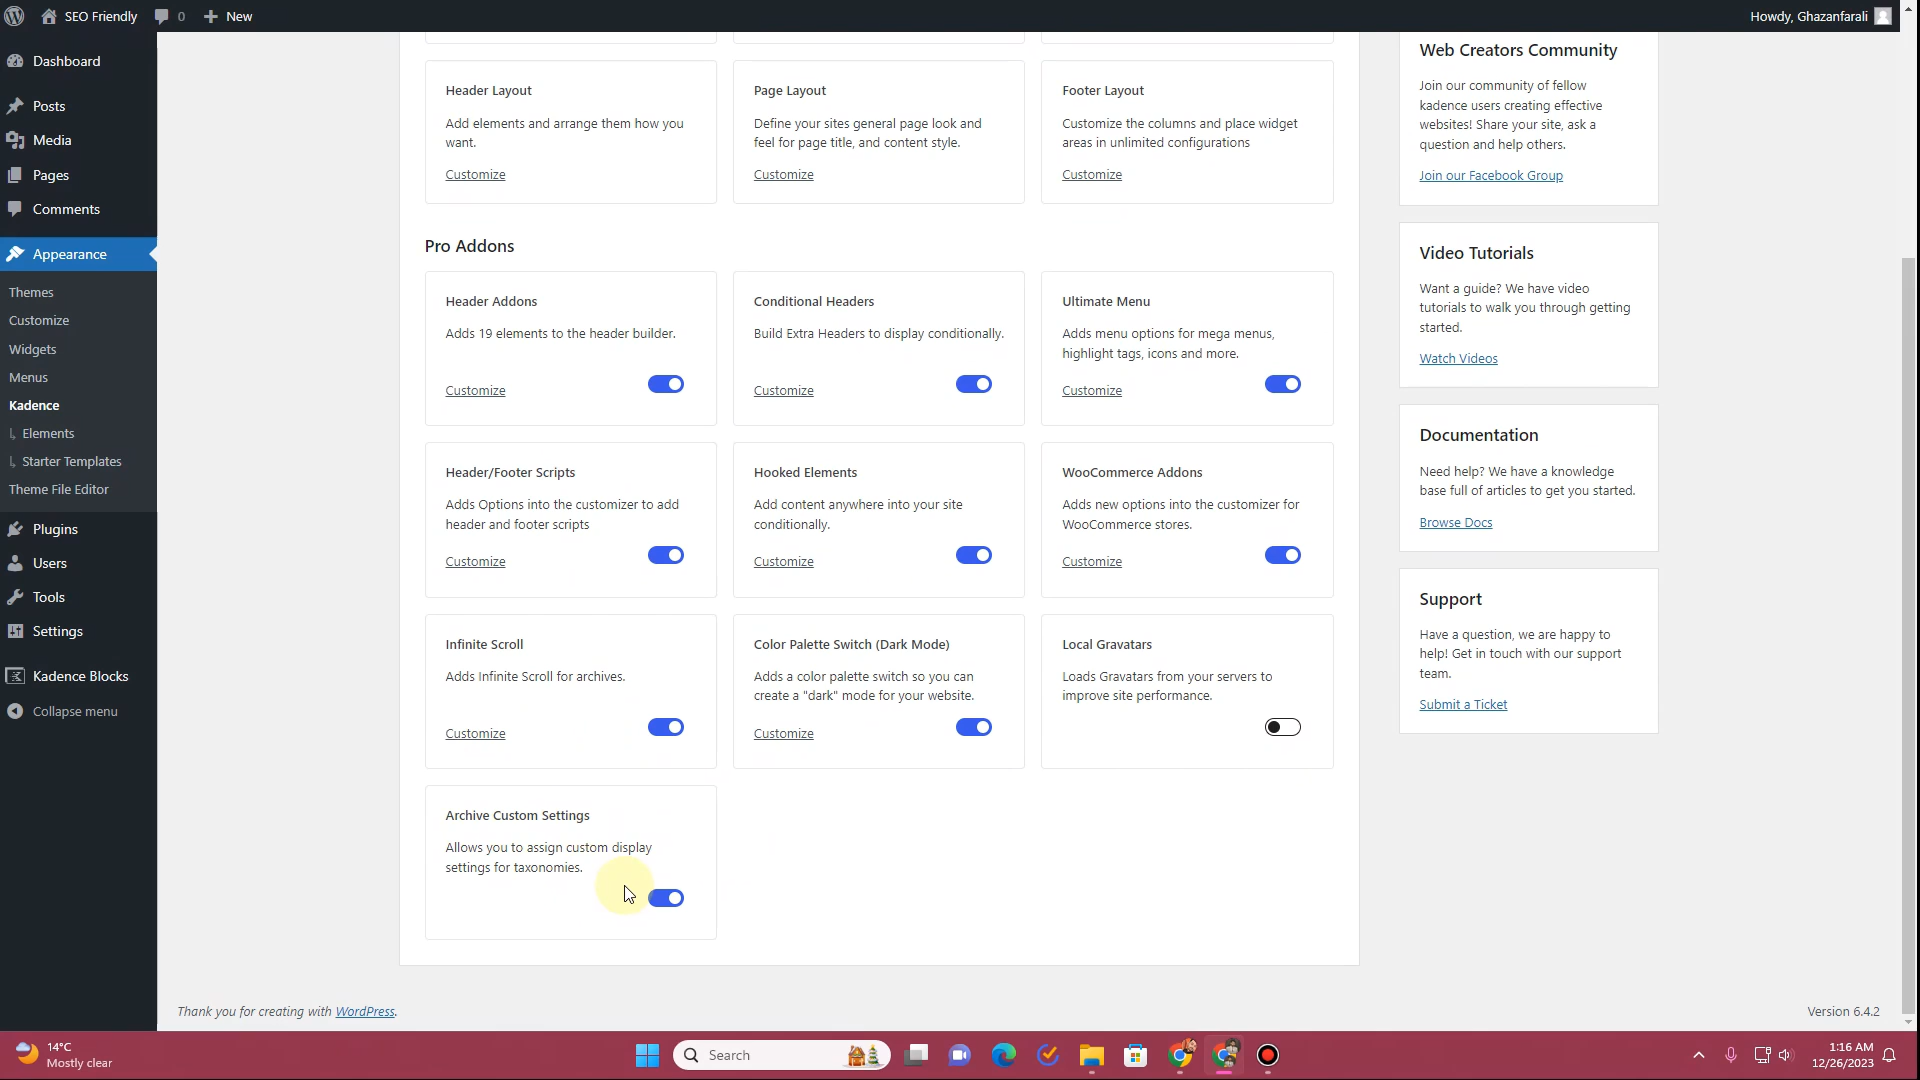 SEO Friendly
0
New
Howdy, Ghazanfarali
Dashboard
Posts
Media
Pages
Comments
Appearance
Themes
Customize
Widgets
Menus
Kadence
Elements
Starter Templates
Theme File Editor
Plugins
Users
Tools
Settings
Kadence Blocks
Collapse menu
Header Layout
Add elements and arrange them how you
want.
Customize
Page Layout
Define your sites general page look and
feel for page title, and content style.
Customize
Footer Layout
Customize the columns and place widget
areas in unlimited configurations
Customize
Pro Addons
Header Addons
Adds 19 elements to the header builder.
Customize
Conditional Headers
Build Extra Headers to display conditionally.
Customize
Ultimate Menu
Adds menu options for mega menus,
highlight tags, icons and more.
Customize
Header/Footer Scripts
Adds Options into the customizer to add
header and footer scripts
Customize
Hooked Elements
Add content anywhere into your site
conditionally.
Customize
WooCommerce Addons
Adds new options into the customizer for
WooCommerce stores.
Customize
Infinite Scroll
Adds Infinite Scroll for archives.
Customize
Color Palette Switch (Dark Mode)
Adds a color palette switch so you can
create a "dark" mode for your website.
Customize
Local Gravatars
Loads Gravatars from your servers to
improve site performance.
Archive Custom Settings
Allows you to assign custom display
settings for taxonomies.
Web Creators Community
Join our community of fellow
kadence users creating effective
websites! Share your site, ask a
question and help others.
Join our Facebook Group
Video Tutorials
Want a guide? We have video
tutorials to walk you through getting
started.
Watch Videos
Documentation
Need help? We have a knowledge
base full of articles to get you started.
Browse Docs
Support
Have a question, we are happy to
help! Get in touch with our support
team.
Submit a Ticket
Thank you for creating with WordPress.
Version 6.4.2
14°C
Mostly clear
Search
1:16 AM
12/26/2023